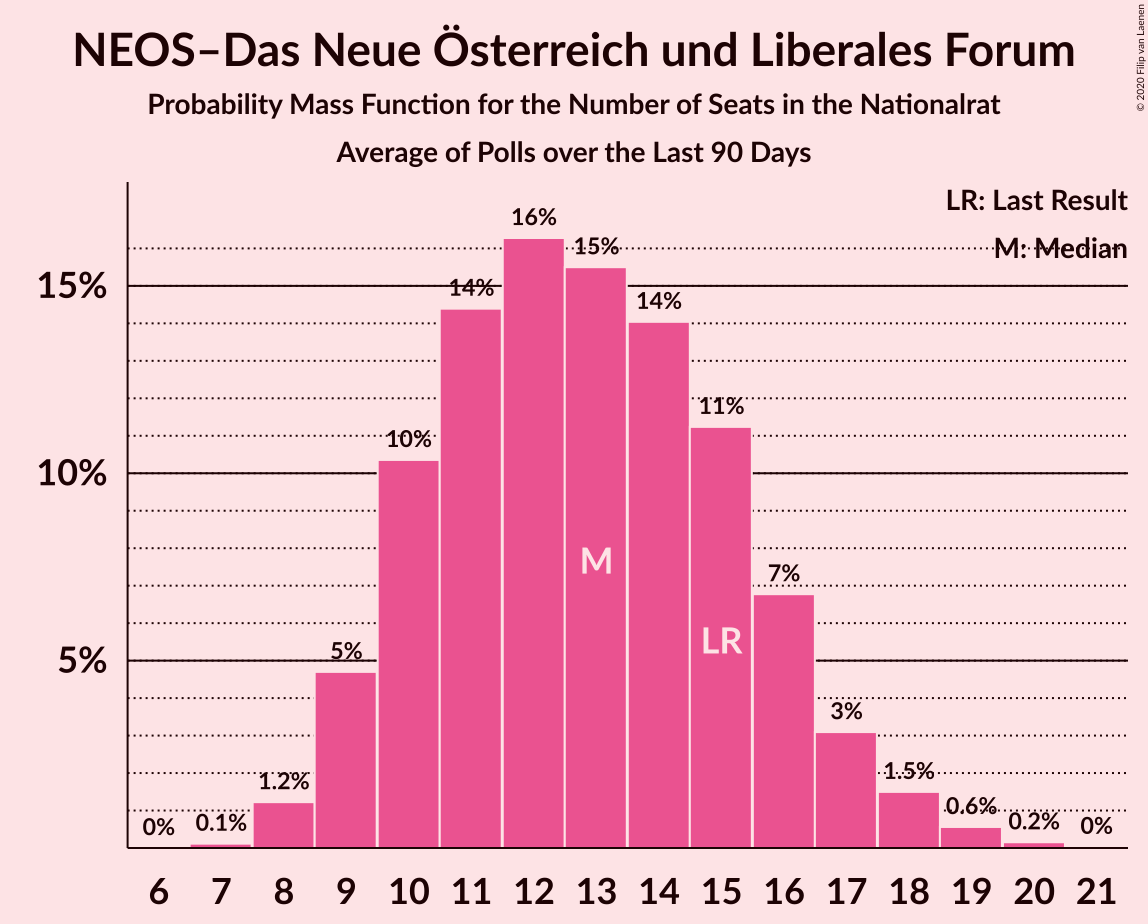 NEOS–Das Neue Österreich und Liberales Forum
Probability Mass Function for the Number of Seats in the Nationalrat
Average of Polls over the Last 90 Days
© 2020 Filip van Laenen
LR: Last Result
M: Median
15%
10%
5%
0%
0.1%
1.2%
5%
10%
14%
16%
15%
14%
11%
7%
3%
1.5%
0.6%
0.2%
0%
M
LR
6 7 8 9 10 11 12 13 14 15 16 17 18 19 20 21